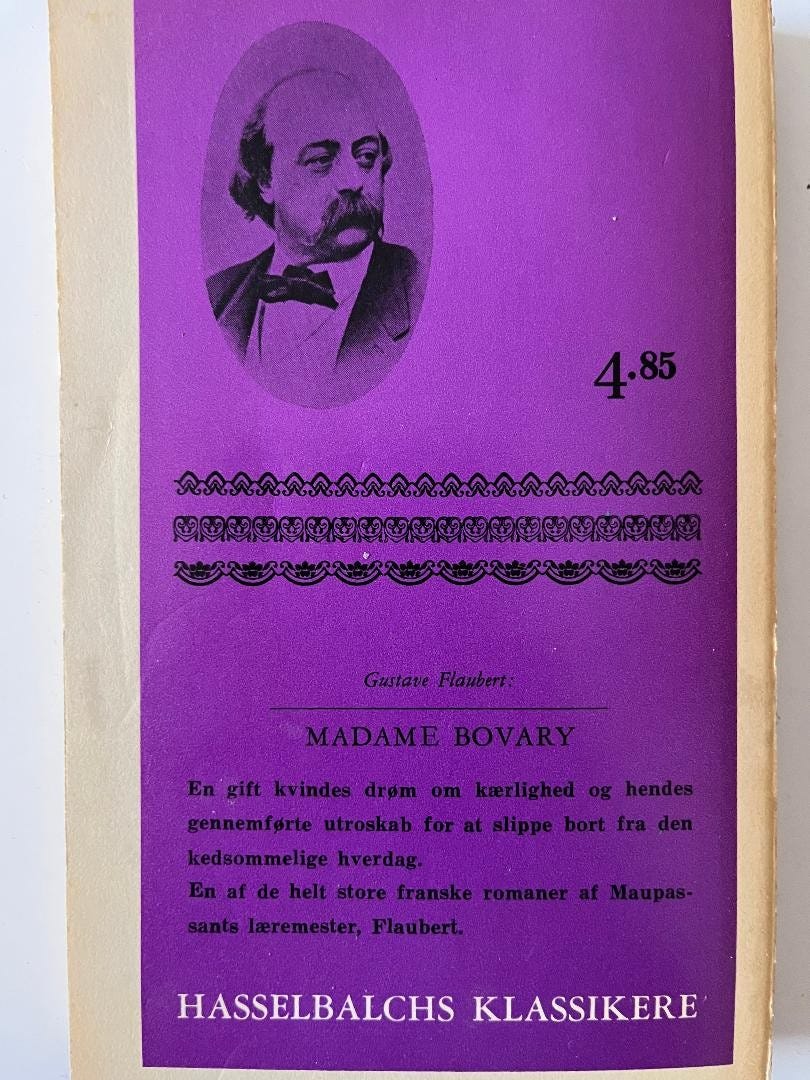 4.85
Gustave Flaubert:
MADAME BOVARY
En gift kvindes drøm om kærlighed og hendes
gennemførte utroskab for at slippe bort fra den
kedsommelige hverdag.
En af de helt store franske romaner af Maupas-
sants læremester, Flaubert.
HASSELBALCHS KLASSIKERE